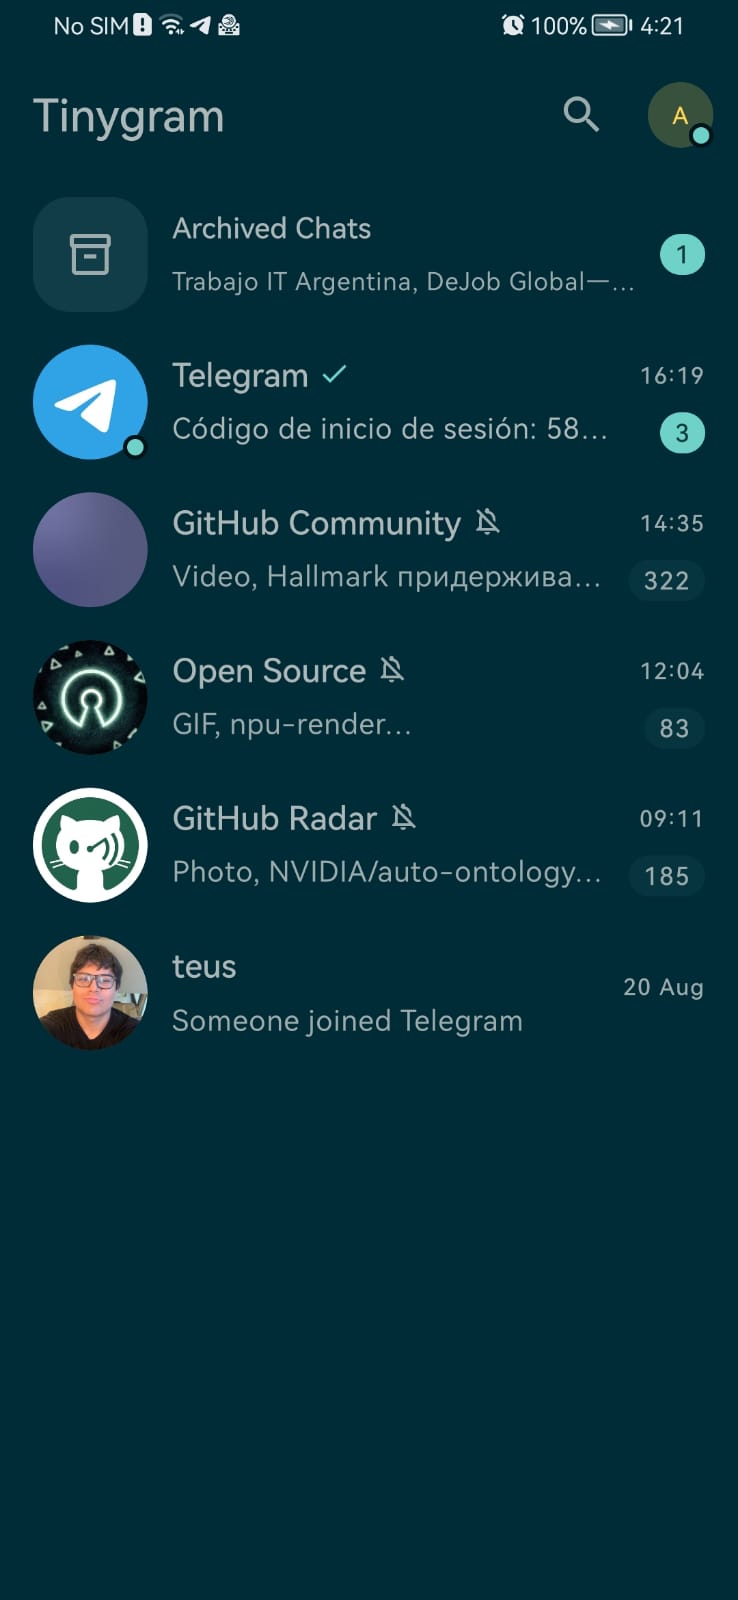 No SIM 100% 4:21
Tinygram A
Archived Chats
Trabajo IT Argentina, DeJob Global—... 1
Telegram 16:19
Código de inicio de sesión: 58... 3
GitHub Community 14:35
Video, Hallmark придержива... 322
Open Source 12:04
GIF, npu-render... 83
GitHub Radar 09:11
Photo, NVIDIA/auto-ontology... 185
teus
20 Aug
Someone joined Telegram